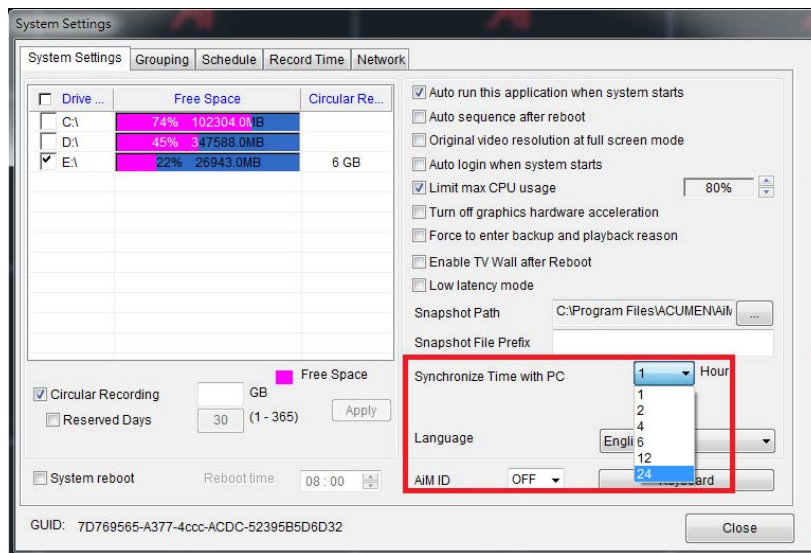 System Settings
System Settings Grouping Schedule Record Time Network
Drive ... Free Space Circular Re...
C:\ 74% 102304.0MB
D:\ 45% 347588.0MB
E:\ 22% 26943.0MB 6 GB
Free Space
Circular Recording GB
Reserved Days 30 (1 - 365) Apply
System reboot Reboot time 08 : 00
Auto run this application when system starts
Auto sequence after reboot
Original video resolution at full screen mode
Auto login when system starts
Limit max CPU usage 80%
Turn off graphics hardware acceleration
Force to enter backup and playback reason
Enable TV Wall after Reboot
Low latency mode
Snapshot Path C:\Program Files\ACUMEN\AiM ...
Snapshot File Prefix
Synchronize Time with PC 1 Hour
1
2
4
6
12
24
Language Engli
AiM ID OFF Keyboard
GUID: 7D769565-A377-4ccc-ACDC-52395B5D6D32
Close